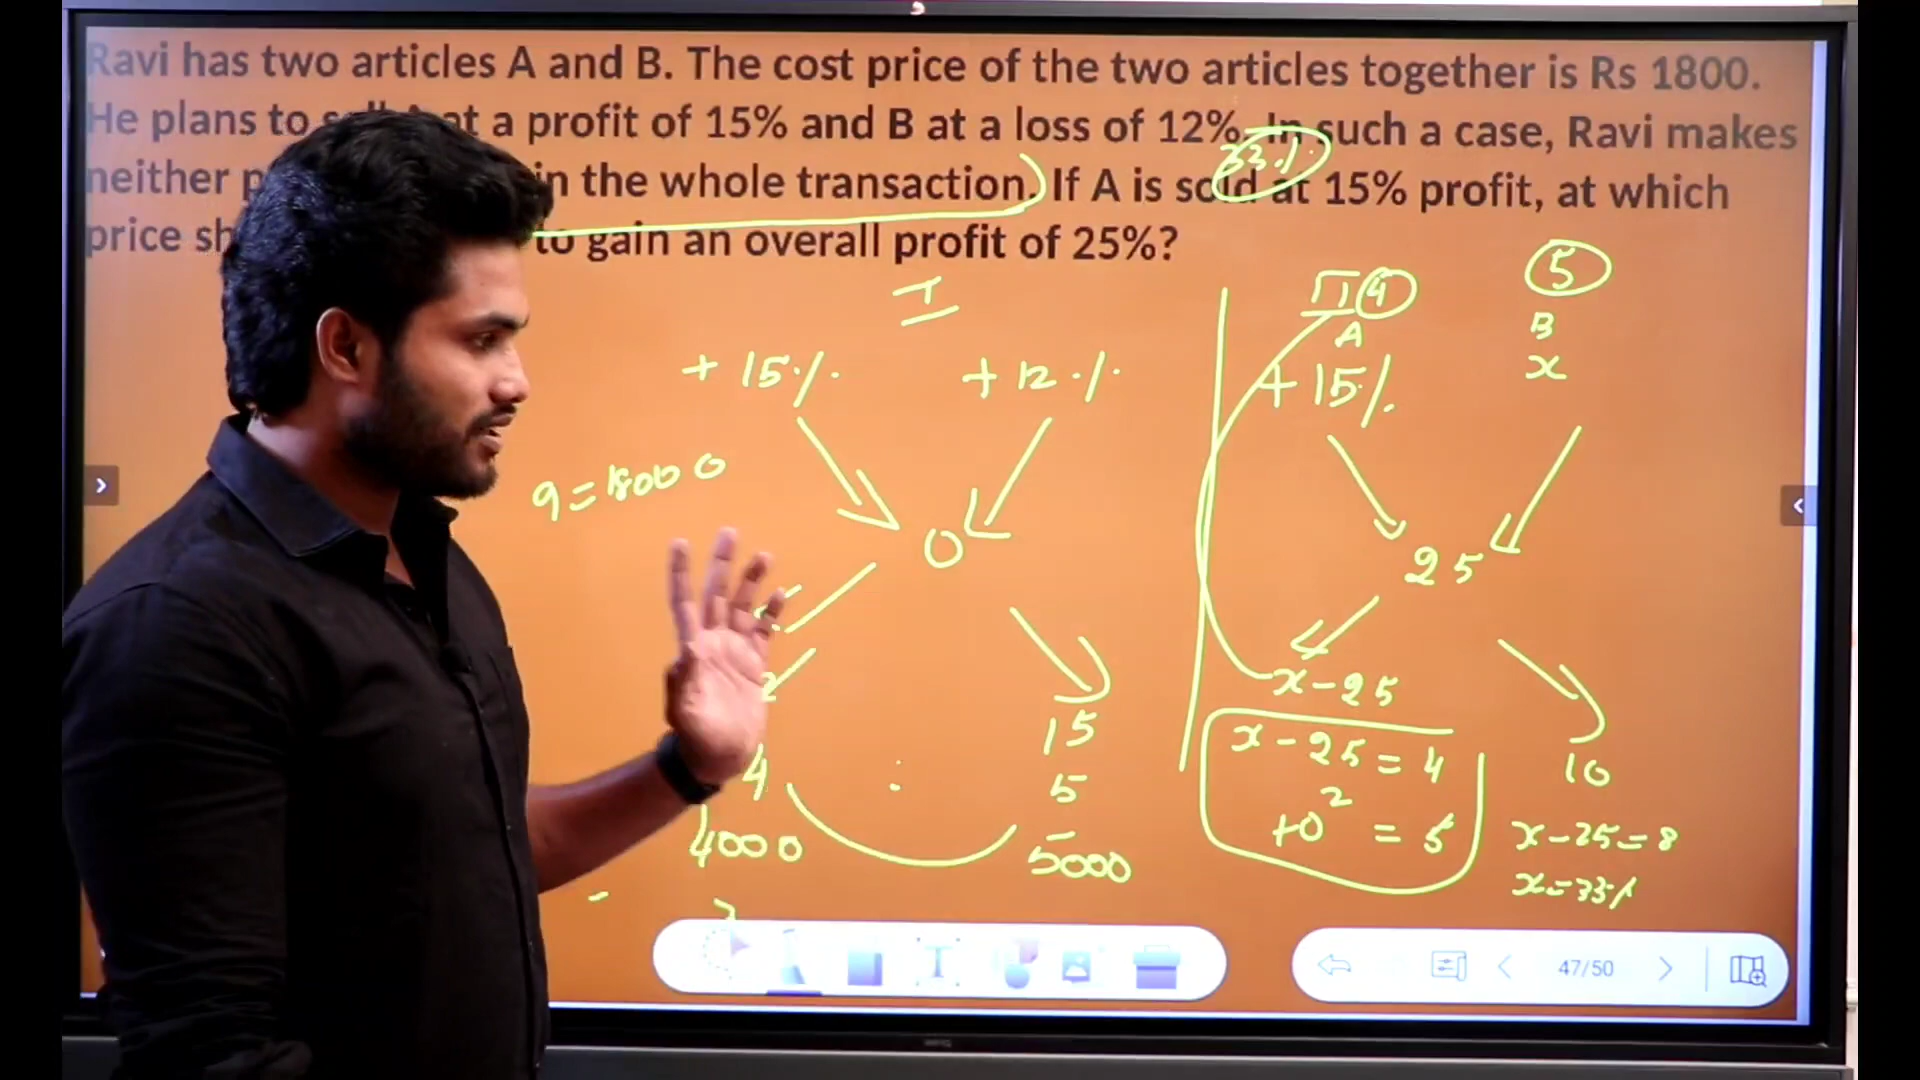 Ravi has two articles A and B. The cost price of the two articles together is Rs 1800.
He plans to at a profit of 15% and B at a loss of 12%. In such a case, Ravi makes
neither in the whole transaction. If A is sold at 15% profit, at which
price to gain an overall profit of 25%?
33%
I
4
5
A
B
+ 15%
+ 12%
+ 15%
x
9 = 18000
0
25
x - 25
15
10
4 : 5
x - 25 = 4
+0 2 = 5
4000
5000
x - 25 = 8
x = 33%
T
47/50